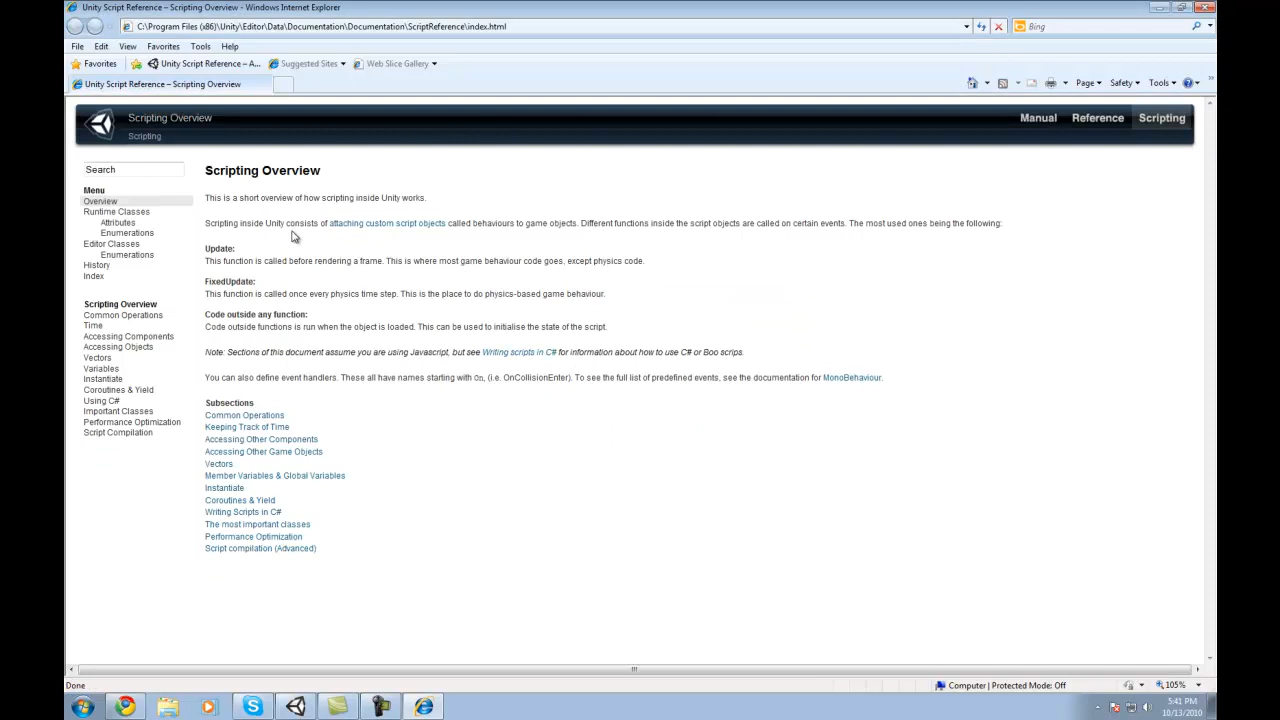 Unity Script Reference – Scripting Overview - Windows Internet Explorer
C:\Program Files (x86)\Unity\Editor\Data\Documentation\Documentation\ScriptReference\index.html
Bing
File Edit View Favorites Tools Help
Favorites Unity Script Reference – A... Suggested Sites Web Slice Gallery
Unity Script Reference – Scripting Overview
Page Safety Tools
Scripting Overview
Scripting
Manual Reference Scripting
Search
Menu
Overview
Runtime Classes
Attributes
Enumerations
Editor Classes
Enumerations
History
Index
Scripting Overview
Common Operations
Time
Accessing Components
Accessing Objects
Vectors
Variables
Instantiate
Coroutines & Yield
Using C#
Important Classes
Performance Optimization
Script Compilation
Scripting Overview
This is a short overview of how scripting inside Unity works.
Scripting inside Unity consists of attaching custom script objects called behaviours to game objects. Different functions inside the script objects are called on certain events. The most used ones being the following:
Update:
This function is called before rendering a frame. This is where most game behaviour code goes, except physics code.
FixedUpdate:
This function is called once every physics time step. This is the place to do physics-based game behaviour.
Code outside any function:
Code outside functions is run when the object is loaded. This can be used to initialise the state of the script.
Note: Sections of this document assume you are using Javascript, but see Writing scripts in C# for information about how to use C# or Boo scrips.
You can also define event handlers. These all have names starting with On, (i.e. OnCollisionEnter). To see the full list of predefined events, see the documentation for MonoBehaviour.
Subsections
Common Operations
Keeping Track of Time
Accessing Other Components
Accessing Other Game Objects
Vectors
Member Variables & Global Variables
Instantiate
Coroutines & Yield
Writing Scripts in C#
The most important classes
Performance Optimization
Script compilation (Advanced)
Done
Computer | Protected Mode: Off
105%
5:41 PM
10/13/2010